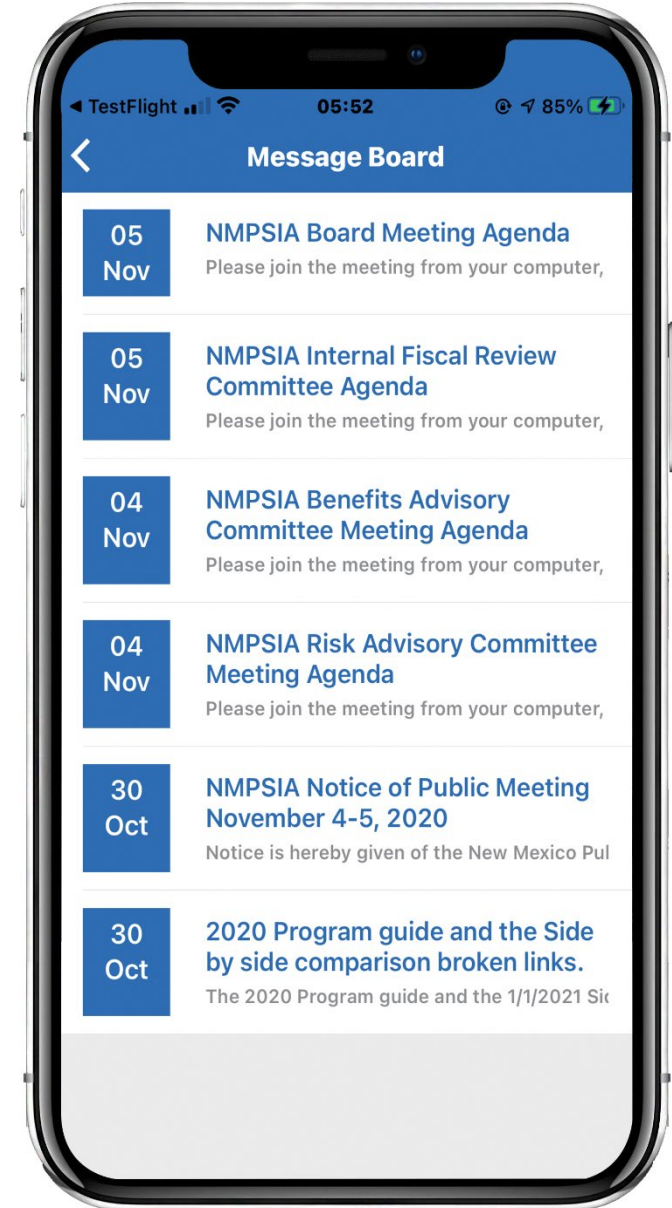 ◀ TestFlight 05:52 85%
Message Board
05
Nov
NMPSIA Board Meeting Agenda
Please join the meeting from your computer,
05
Nov
NMPSIA Internal Fiscal Review
Committee Agenda
Please join the meeting from your computer,
04
Nov
NMPSIA Benefits Advisory
Committee Meeting Agenda
Please join the meeting from your computer,
04
Nov
NMPSIA Risk Advisory Committee
Meeting Agenda
Please join the meeting from your computer,
30
Oct
NMPSIA Notice of Public Meeting
November 4-5, 2020
Notice is hereby given of the New Mexico
30
Oct
2020 Program guide and the Side
by side comparison broken links.
The 2020 Program guide and the 1/1/2021